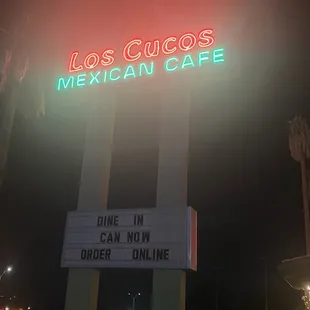 Los Cucos
MEXICAN CAFE
DINE IN
CAN NOW
ORDER ONLINE